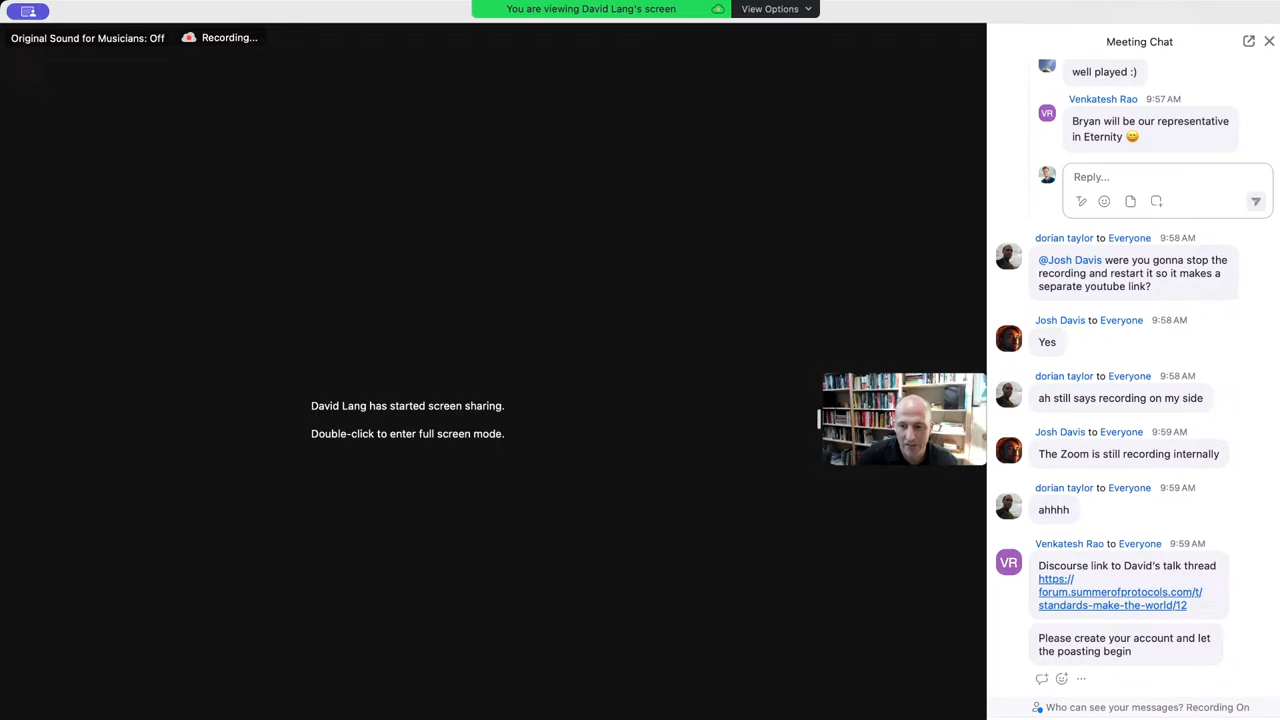 You are viewing David Lang's screen
View Options
Original Sound for Musicians: Off
Recording...
David Lang has started screen sharing.
Double-click to enter full screen mode.
Meeting Chat
well played :)
Venkatesh Rao 9:57 AM
VR
Bryan will be our representative
in Eternity 😄
Reply...
dorian taylor to Everyone 9:58 AM
@Josh Davis were you gonna stop the
recording and restart it so it makes a
separate youtube link?
Josh Davis to Everyone 9:58 AM
Yes
dorian taylor to Everyone 9:58 AM
ah still says recording on my side
Josh Davis to Everyone 9:59 AM
The Zoom is still recording internally
dorian taylor to Everyone 9:59 AM
ahhhh
Venkatesh Rao to Everyone 9:59 AM
VR
Discourse link to David's talk thread
https://
forum.summerofprotocols.com/t/
standards-make-the-world/12
Please create your account and let
the poasting begin
Who can see your messages? Recording On